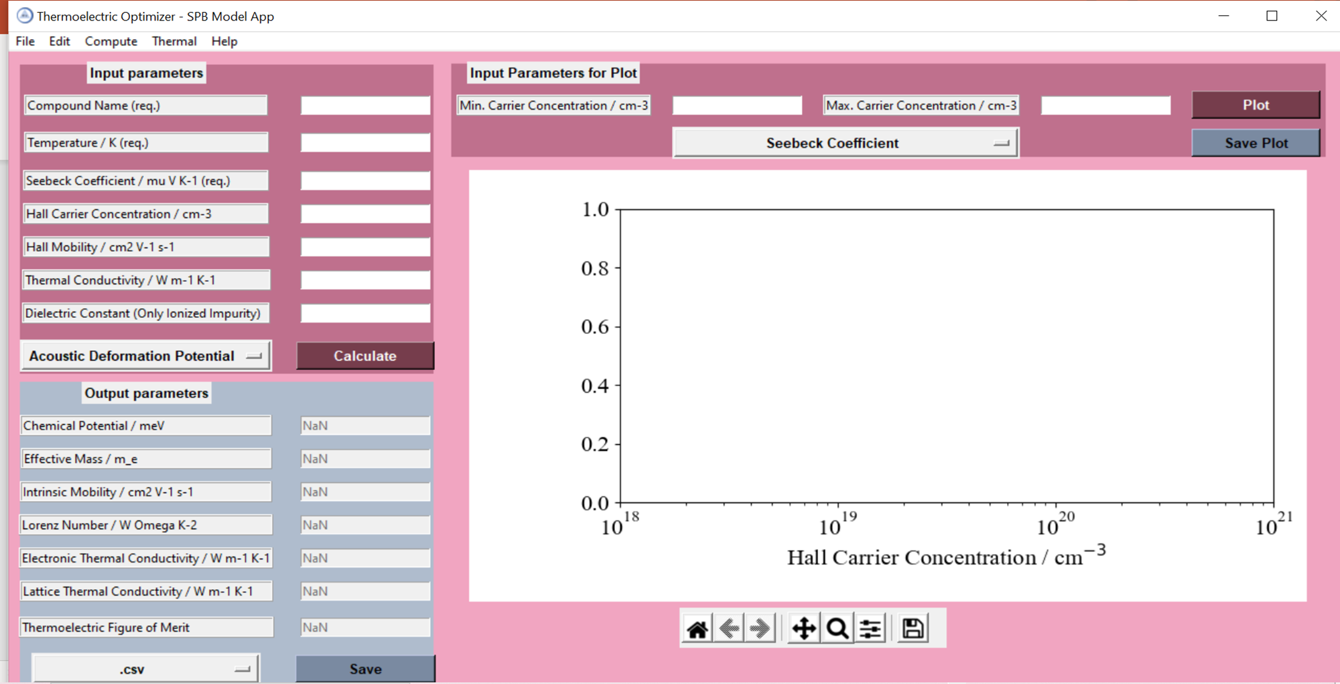 Thermoelectric Optimizer - SPB Model App
File Edit Compute Thermal Help
Input parameters
Compound Name (req.)
Temperature / K (req.)
Seebeck Coefficient / mu V K-1 (req.)
Hall Carrier Concentration / cm-3
Hall Mobility / cm2 V-1 s-1
Thermal Conductivity / W m-1 K-1
Dielectric Constant (Only Ionized Impurity)
Acoustic Deformation Potential
Calculate
Output parameters
Chemical Potential / meV NaN
Effective Mass / m_e NaN
Intrinsic Mobility / cm2 V-1 s-1 NaN
Lorenz Number / W Omega K-2 NaN
Electronic Thermal Conductivity / W m-1 K-1 NaN
Lattice Thermal Conductivity / W m-1 K-1 NaN
Thermoelectric Figure of Merit NaN
.csv
Save
Input Parameters for Plot
Min. Carrier Concentration / cm-3
Max. Carrier Concentration / cm-3
Plot
Seebeck Coefficient
Save Plot
1.0
0.8
0.6
0.4
0.2
0.0
10^18 10^19 10^20 10^21
Hall Carrier Concentration / cm^−3